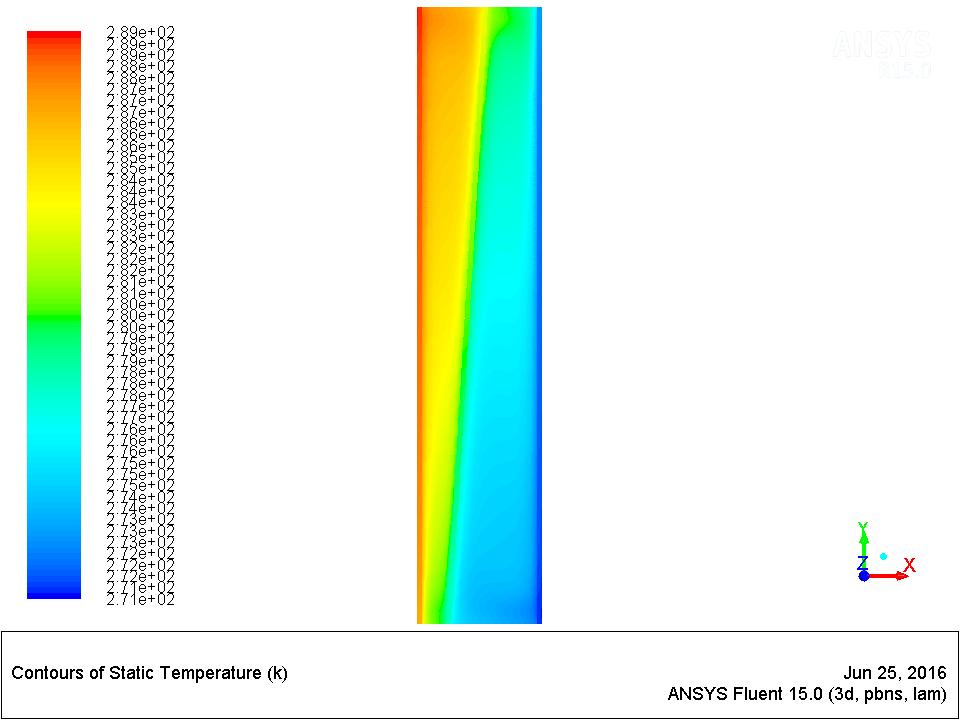 ANSYS
R15.0
2.89e+02
2.89e+02
2.89e+02
2.88e+02
2.88e+02
2.87e+02
2.87e+02
2.87e+02
2.86e+02
2.86e+02
2.86e+02
2.85e+02
2.85e+02
2.84e+02
2.84e+02
2.84e+02
2.83e+02
2.83e+02
2.83e+02
2.82e+02
2.82e+02
2.82e+02
2.81e+02
2.81e+02
2.80e+02
2.80e+02
2.80e+02
2.79e+02
2.79e+02
2.79e+02
2.78e+02
2.78e+02
2.78e+02
2.77e+02
2.77e+02
2.76e+02
2.76e+02
2.76e+02
2.75e+02
2.75e+02
2.75e+02
2.74e+02
2.74e+02
2.73e+02
2.73e+02
2.73e+02
2.72e+02
2.72e+02
2.72e+02
2.71e+02
2.71e+02
Y
Z X
Contours of Static Temperature (k)
Jun 25, 2016
ANSYS Fluent 15.0 (3d, pbns, lam)